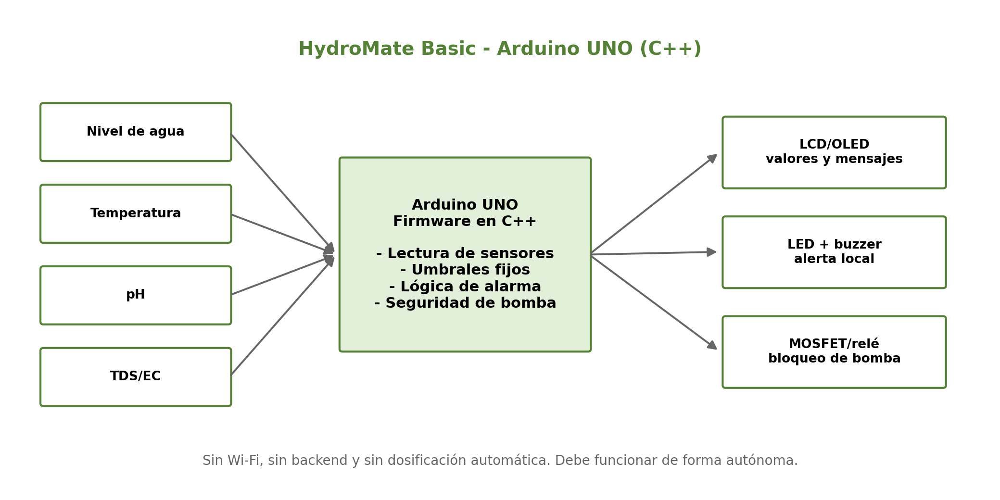 HydroMate Basic - Arduino UNO (C++)
Nivel de agua
Temperatura
pH
TDS/EC
Arduino UNO
Firmware en C++
- Lectura de sensores
- Umbrales fijos
- Lógica de alarma
- Seguridad de bomba
LCD/OLED
valores y mensajes
LED + buzzer
alerta local
MOSFET/relé
bloqueo de bomba
Sin Wi-Fi, sin backend y sin dosificación automática. Debe funcionar de forma autónoma.